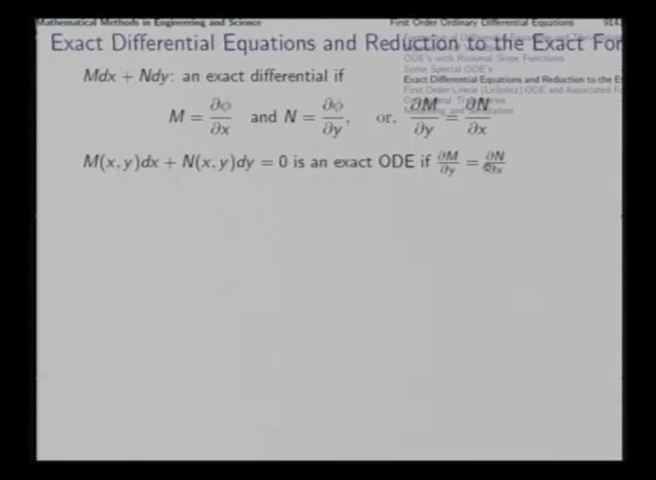 Mathematical Methods in Engineering and Science First Order Ordinary Differential Equations 914,
Exact Differential Equations and Reduction to the Exact For
ODE's with Rational Slope Functions
Some Special ODE's
Exact Differential Equations and Reduction to the E
First Order Linear (Leibnitz) ODE and Associated F
Mdx + Ndy: an exact differential if
M = ∂ϕ/∂x and N = ∂ϕ/∂y, or, ∂M/∂y = ∂N/∂x
M(x, y)dx + N(x, y)dy = 0 is an exact ODE if ∂M/∂y = ∂N/∂x